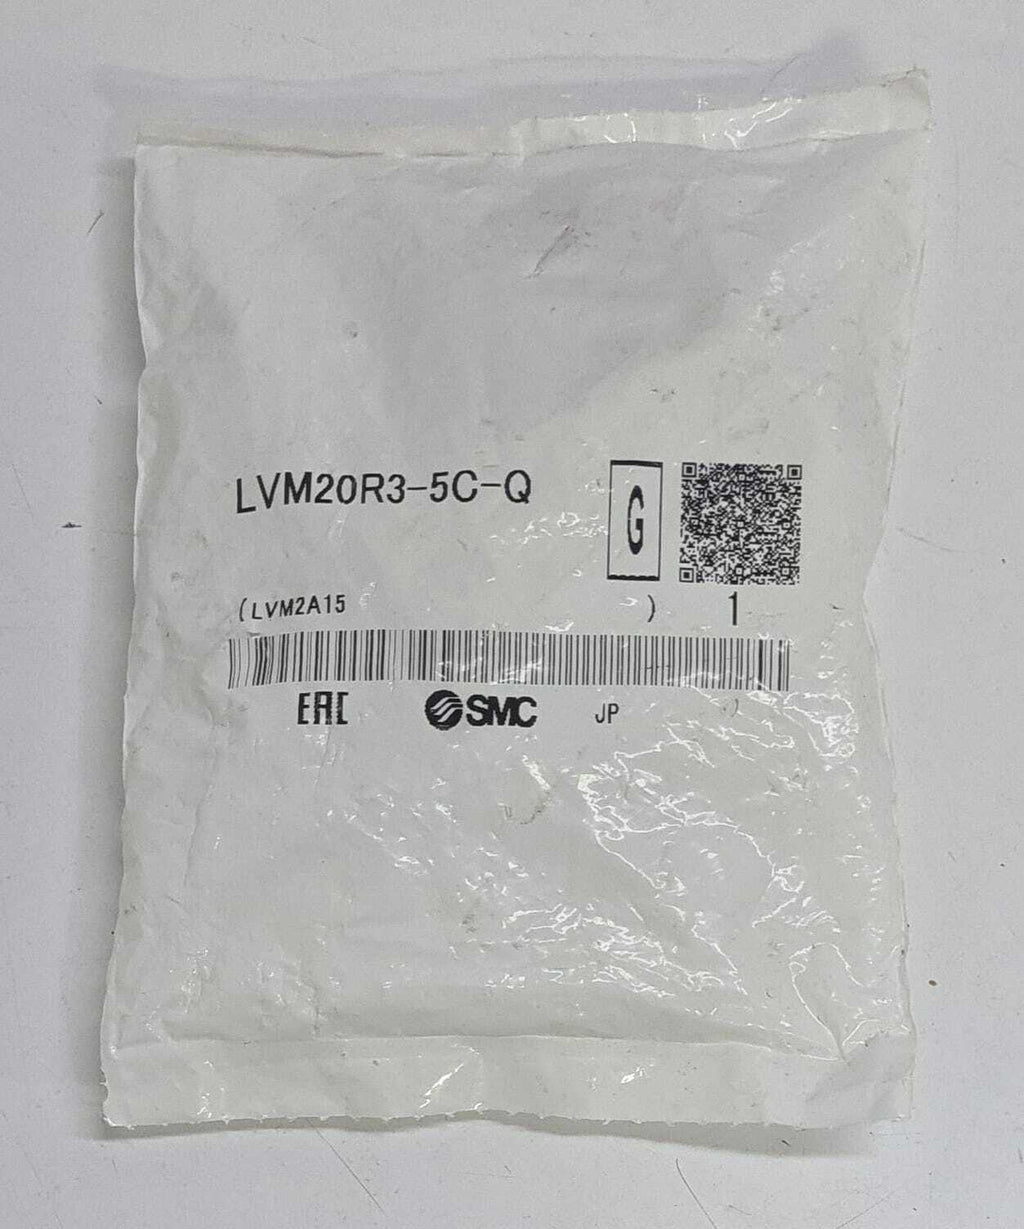 LVM20R3-5C-Q
G
(LVM2A15 ) 1
EAC SMC JP